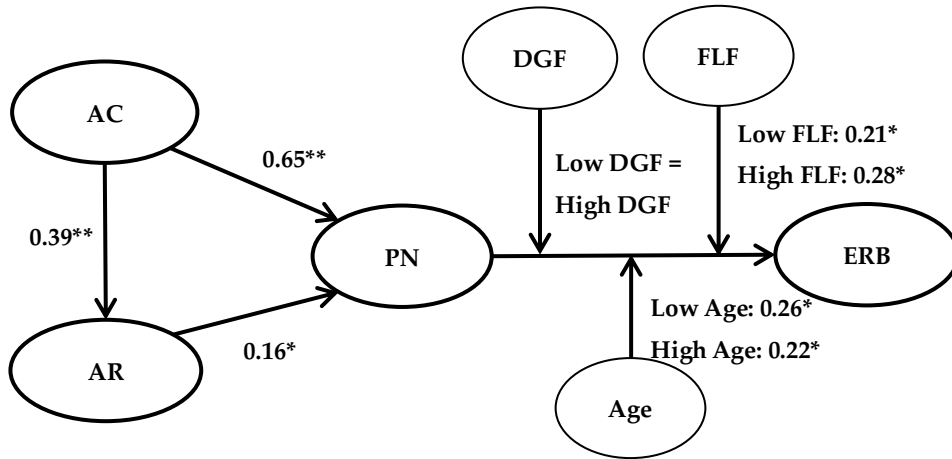 DGF
FLF
AC
Low FLF: 0.21*
0.65**
Low DGF =
High FLF: 0.28*
High DGF
0.39**
PN
ERB
Low Age: 0.26*
0.16*
High Age: 0.22*
AR
Age